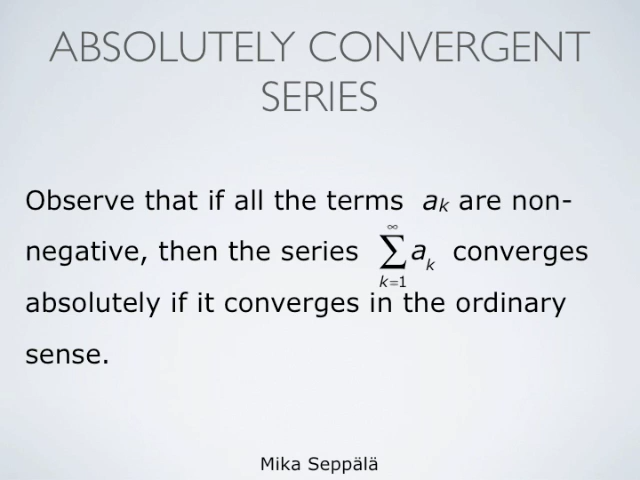 ABSOLUTELY CONVERGENT
SERIES
Observe that if all the terms aₖ are non-
negative, then the series ∑_{k=1}^{∞} a_k converges
absolutely if it converges in the ordinary
sense.
Mika Seppälä